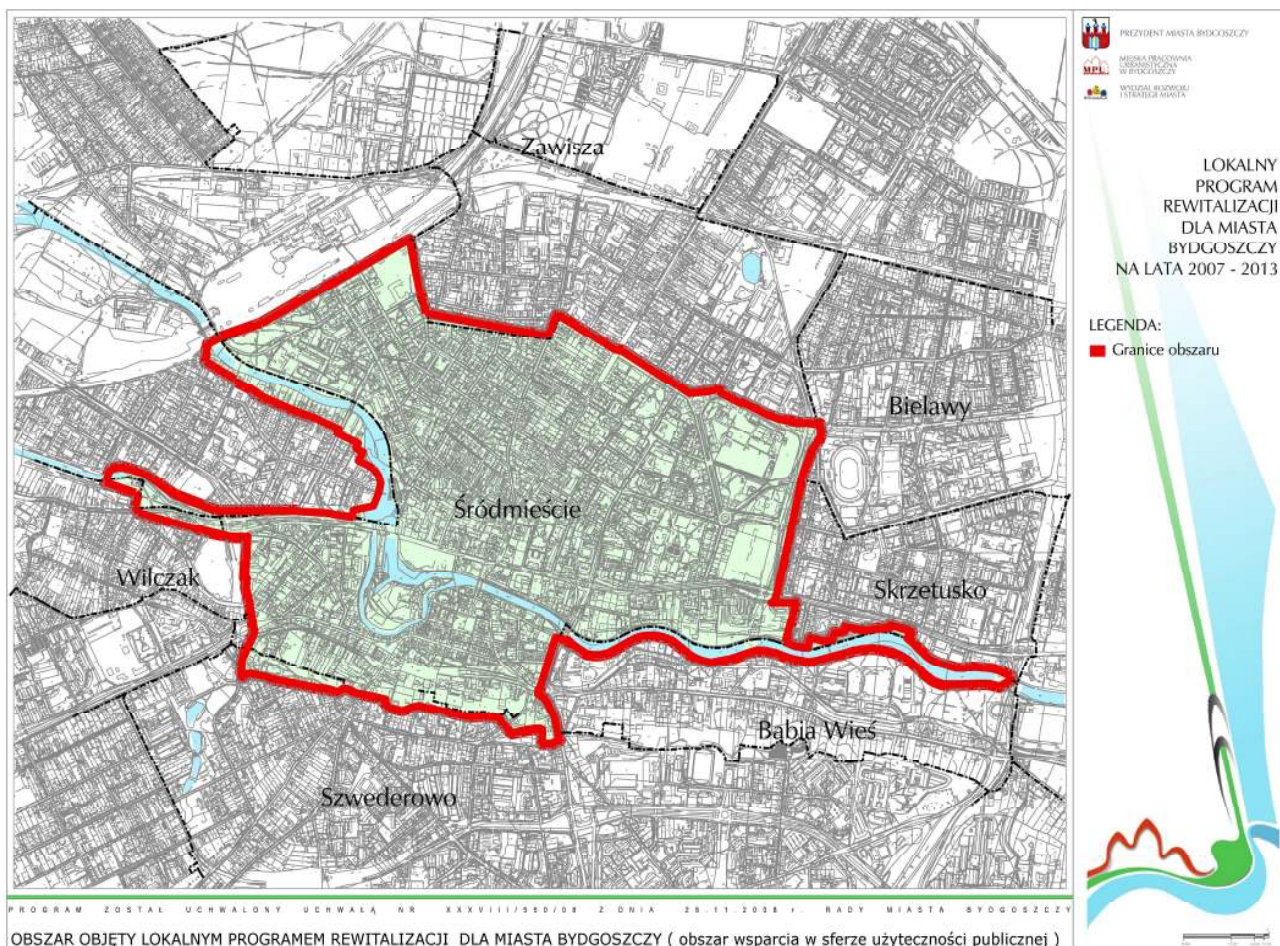 PREZYDENT MIASTA BYDGOSZCZY
MPU
MIEJSKA PRACOWNIA
URBANISTYCZNA
W BYDGOSZCZY
WYDZIAŁ ROZWOJU
I STRATEGII MIASTA
LOKALNY
PROGRAM
REWITALIZACJI
DLA MIASTA
BYDGOSZCZY
NA LATA 2007 - 2013
LEGENDA:
Granice obszaru
Zawisza
Bielawy
Śródmieście
Wilczak
Skrzetusko
Babia Wieś
Szwederowo
PROGRAM ZOSTAŁ UCHWALONY UCHWAŁĄ NR Z DNIA 26.11.2008 r. RADY MIASTA BYDGOSZCZY
OBSZAR OBJĘTY LOKALNYM PROGRAMEM REWITALIZACJI DLA MIASTA BYDGOSZCZY ( obszar wsparcia w sferze użyteczności publicznej )